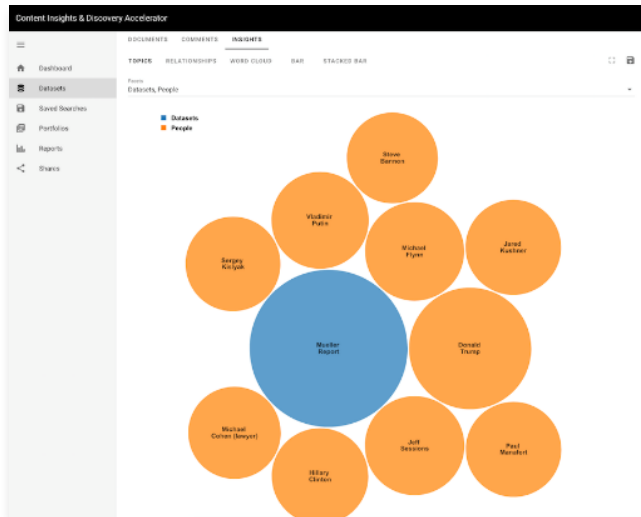 Content Insights & Discovery Accelerator
DOCUMENTS COMMENTS INSIGHTS
TOPICS RELATIONSHIPS WORD CLOUD BAR STACKED BAR
Dashboard
Datasets
Saved Searches
Portfolios
Reports
Shares
Facets
Datasets, People
Datasets
People
Steve
Bannon
Vladimir
Putin
Michael
Flynn
Jared
Kushner
Sergey
Kislyak
Mueller
Report
Donald
Trump
Michael
Cohen (lawyer)
Jeff
Sessions
Paul
Manafort
Hillary
Clinton